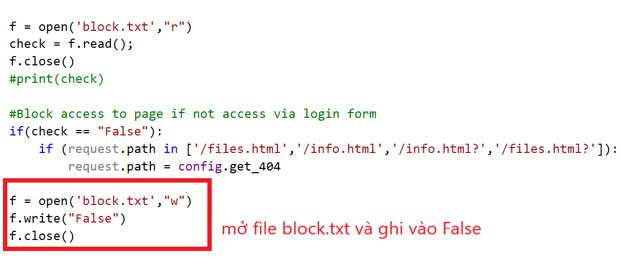 f = open('block.txt',"r")
check = f.read();
f.close()
#print(check)
#Block access to page if not access via login form
if(check == "False"):
if (request.path in ['/files.html','/info.html','/info.html?','/files.html?']):
request.path = config.get_404
f = open('block.txt',"w")
f.write("False")
f.close()
mở file block.txt và ghi vào False